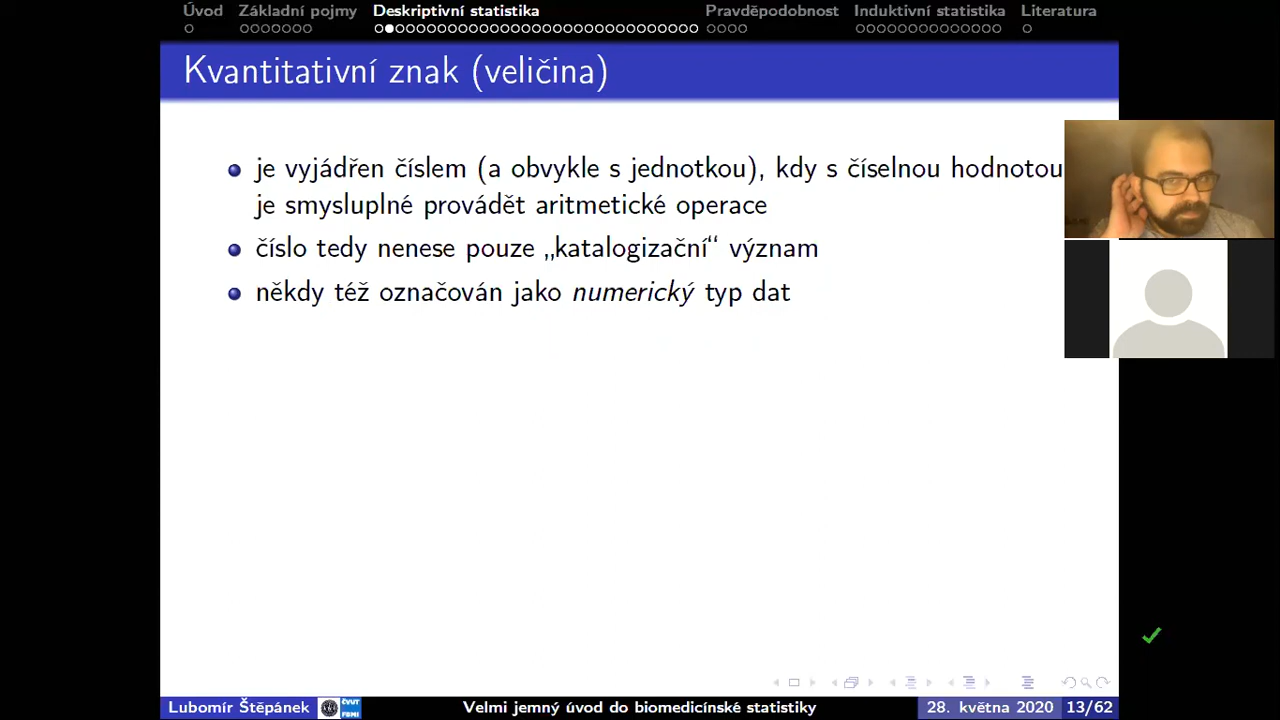 Úvod Základní pojmy Deskriptivní statistika Pravděpodobnost Induktivní statistika Literatura
Kvantitativní znak (veličina)
je vyjádřen číslem (a obvykle s jednotkou), kdy s číselnou hodnotou
je smysluplné provádět aritmetické operace
číslo tedy nenese pouze „katalogizační“ význam
někdy též označován jako numerický typ dat
Lubomír Štěpánek ČVUT FBMI Velmi jemný úvod do biomedicínské statistiky 28. května 2020 13/62